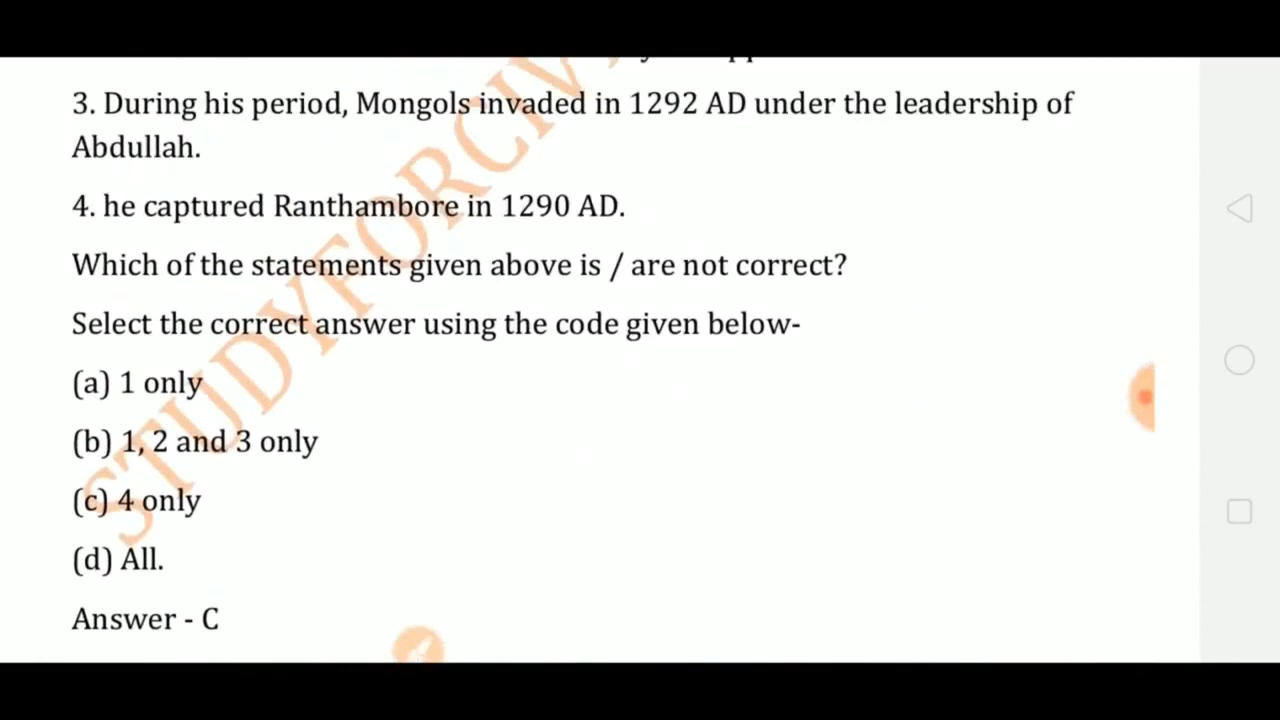 3. During his period, Mongols invaded in 1292 AD under the leadership of
Abdullah.
4. he captured Ranthambore in 1290 AD.
Which of the statements given above is / are not correct?
Select the correct answer using the code given below-
(a) 1 only
(b) 1, 2 and 3 only
(c) 4 only
(d) All.
Answer - C
STUDYFORCIV